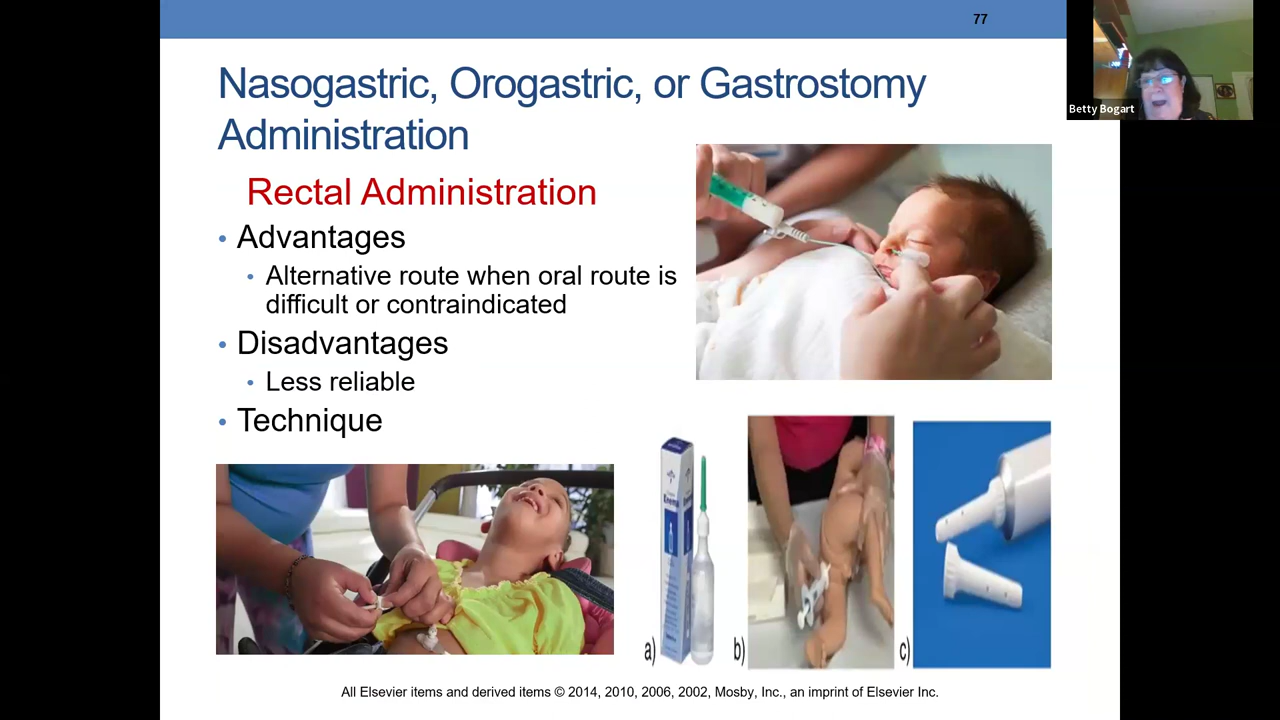 77
Betty Bogart
Nasogastric, Orogastric, or Gastrostomy
Administration
Rectal Administration
• Advantages
• Alternative route when oral route is
difficult or contraindicated
• Disadvantages
• Less reliable
• Technique
Enema
a)
b)
c)
All Elsevier items and derived items © 2014, 2010, 2006, 2002, Mosby, Inc., an imprint of Elsevier Inc.